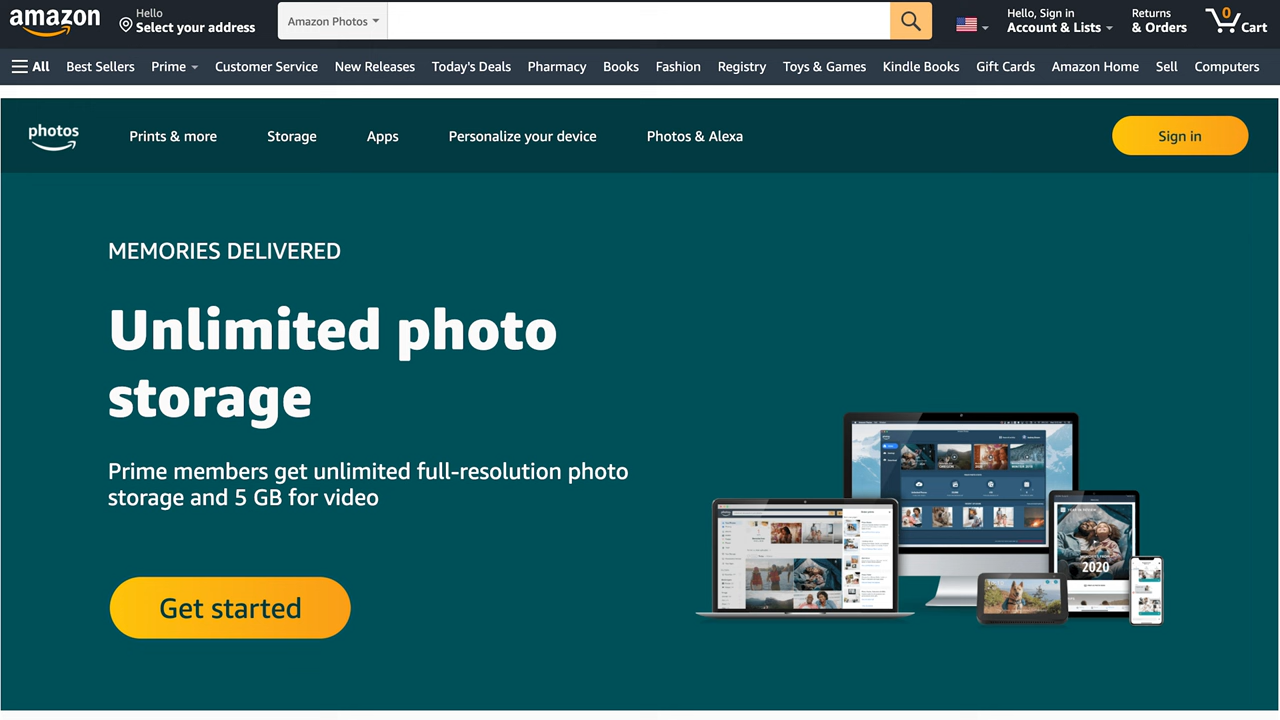 amazon
Hello
Select your address
Amazon Photos
Hello, Sign in
Account & Lists
Returns
& Orders
0
Cart
All
Best Sellers
Prime
Customer Service
New Releases
Today's Deals
Pharmacy
Books
Fashion
Registry
Toys & Games
Kindle Books
Gift Cards
Amazon Home
Sell
Computers
photos
Prints & more
Storage
Apps
Personalize your device
Photos & Alexa
Sign in
MEMORIES DELIVERED
Unlimited photo
storage
Prime members get unlimited full-resolution photo
storage and 5 GB for video
Get started
2020